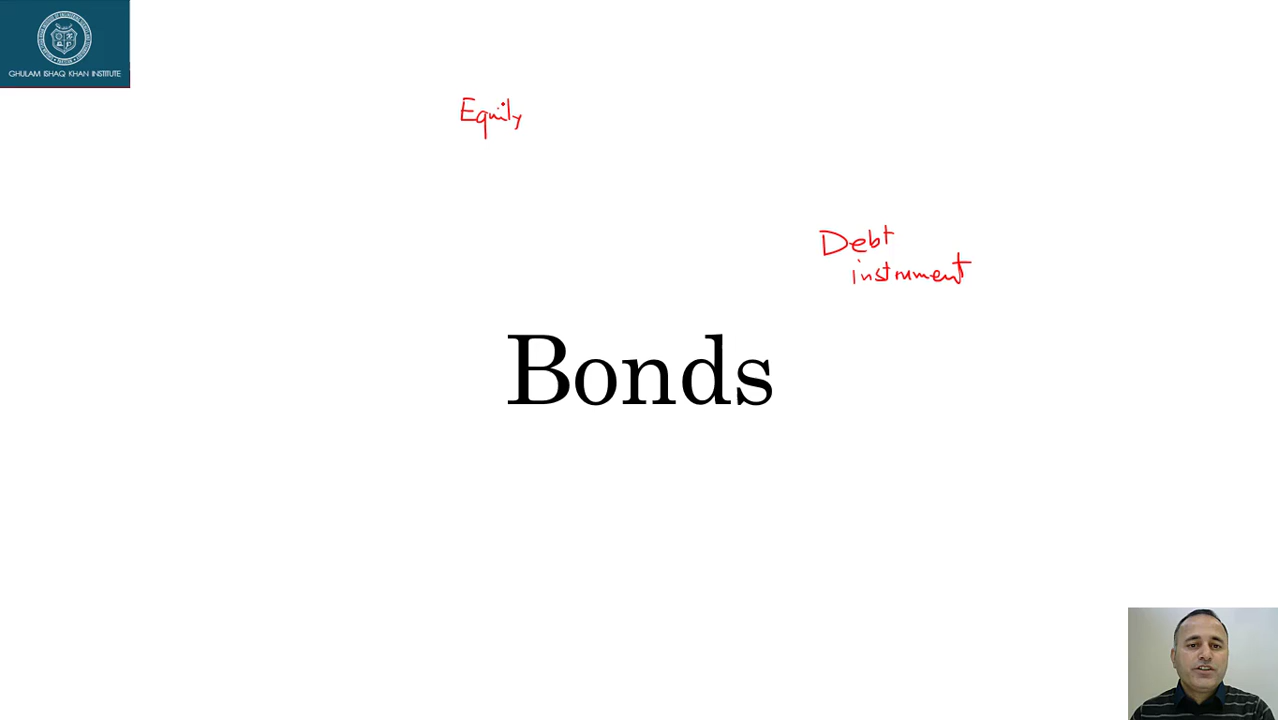 GHULAM ISHAQ KHAN INSTITUTE
Equity
Debt
instrument
Bonds